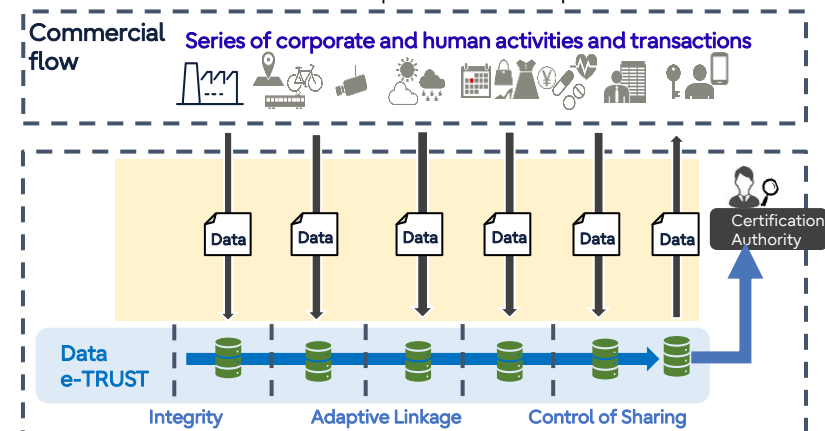 Commercial
flow
Series of corporate and human activities and transactions
¥
Data
Data
Data
Data
Data
Data
Certification
Authority
Data
e-TRUST
Integrity
Adaptive Linkage
Control of Sharing